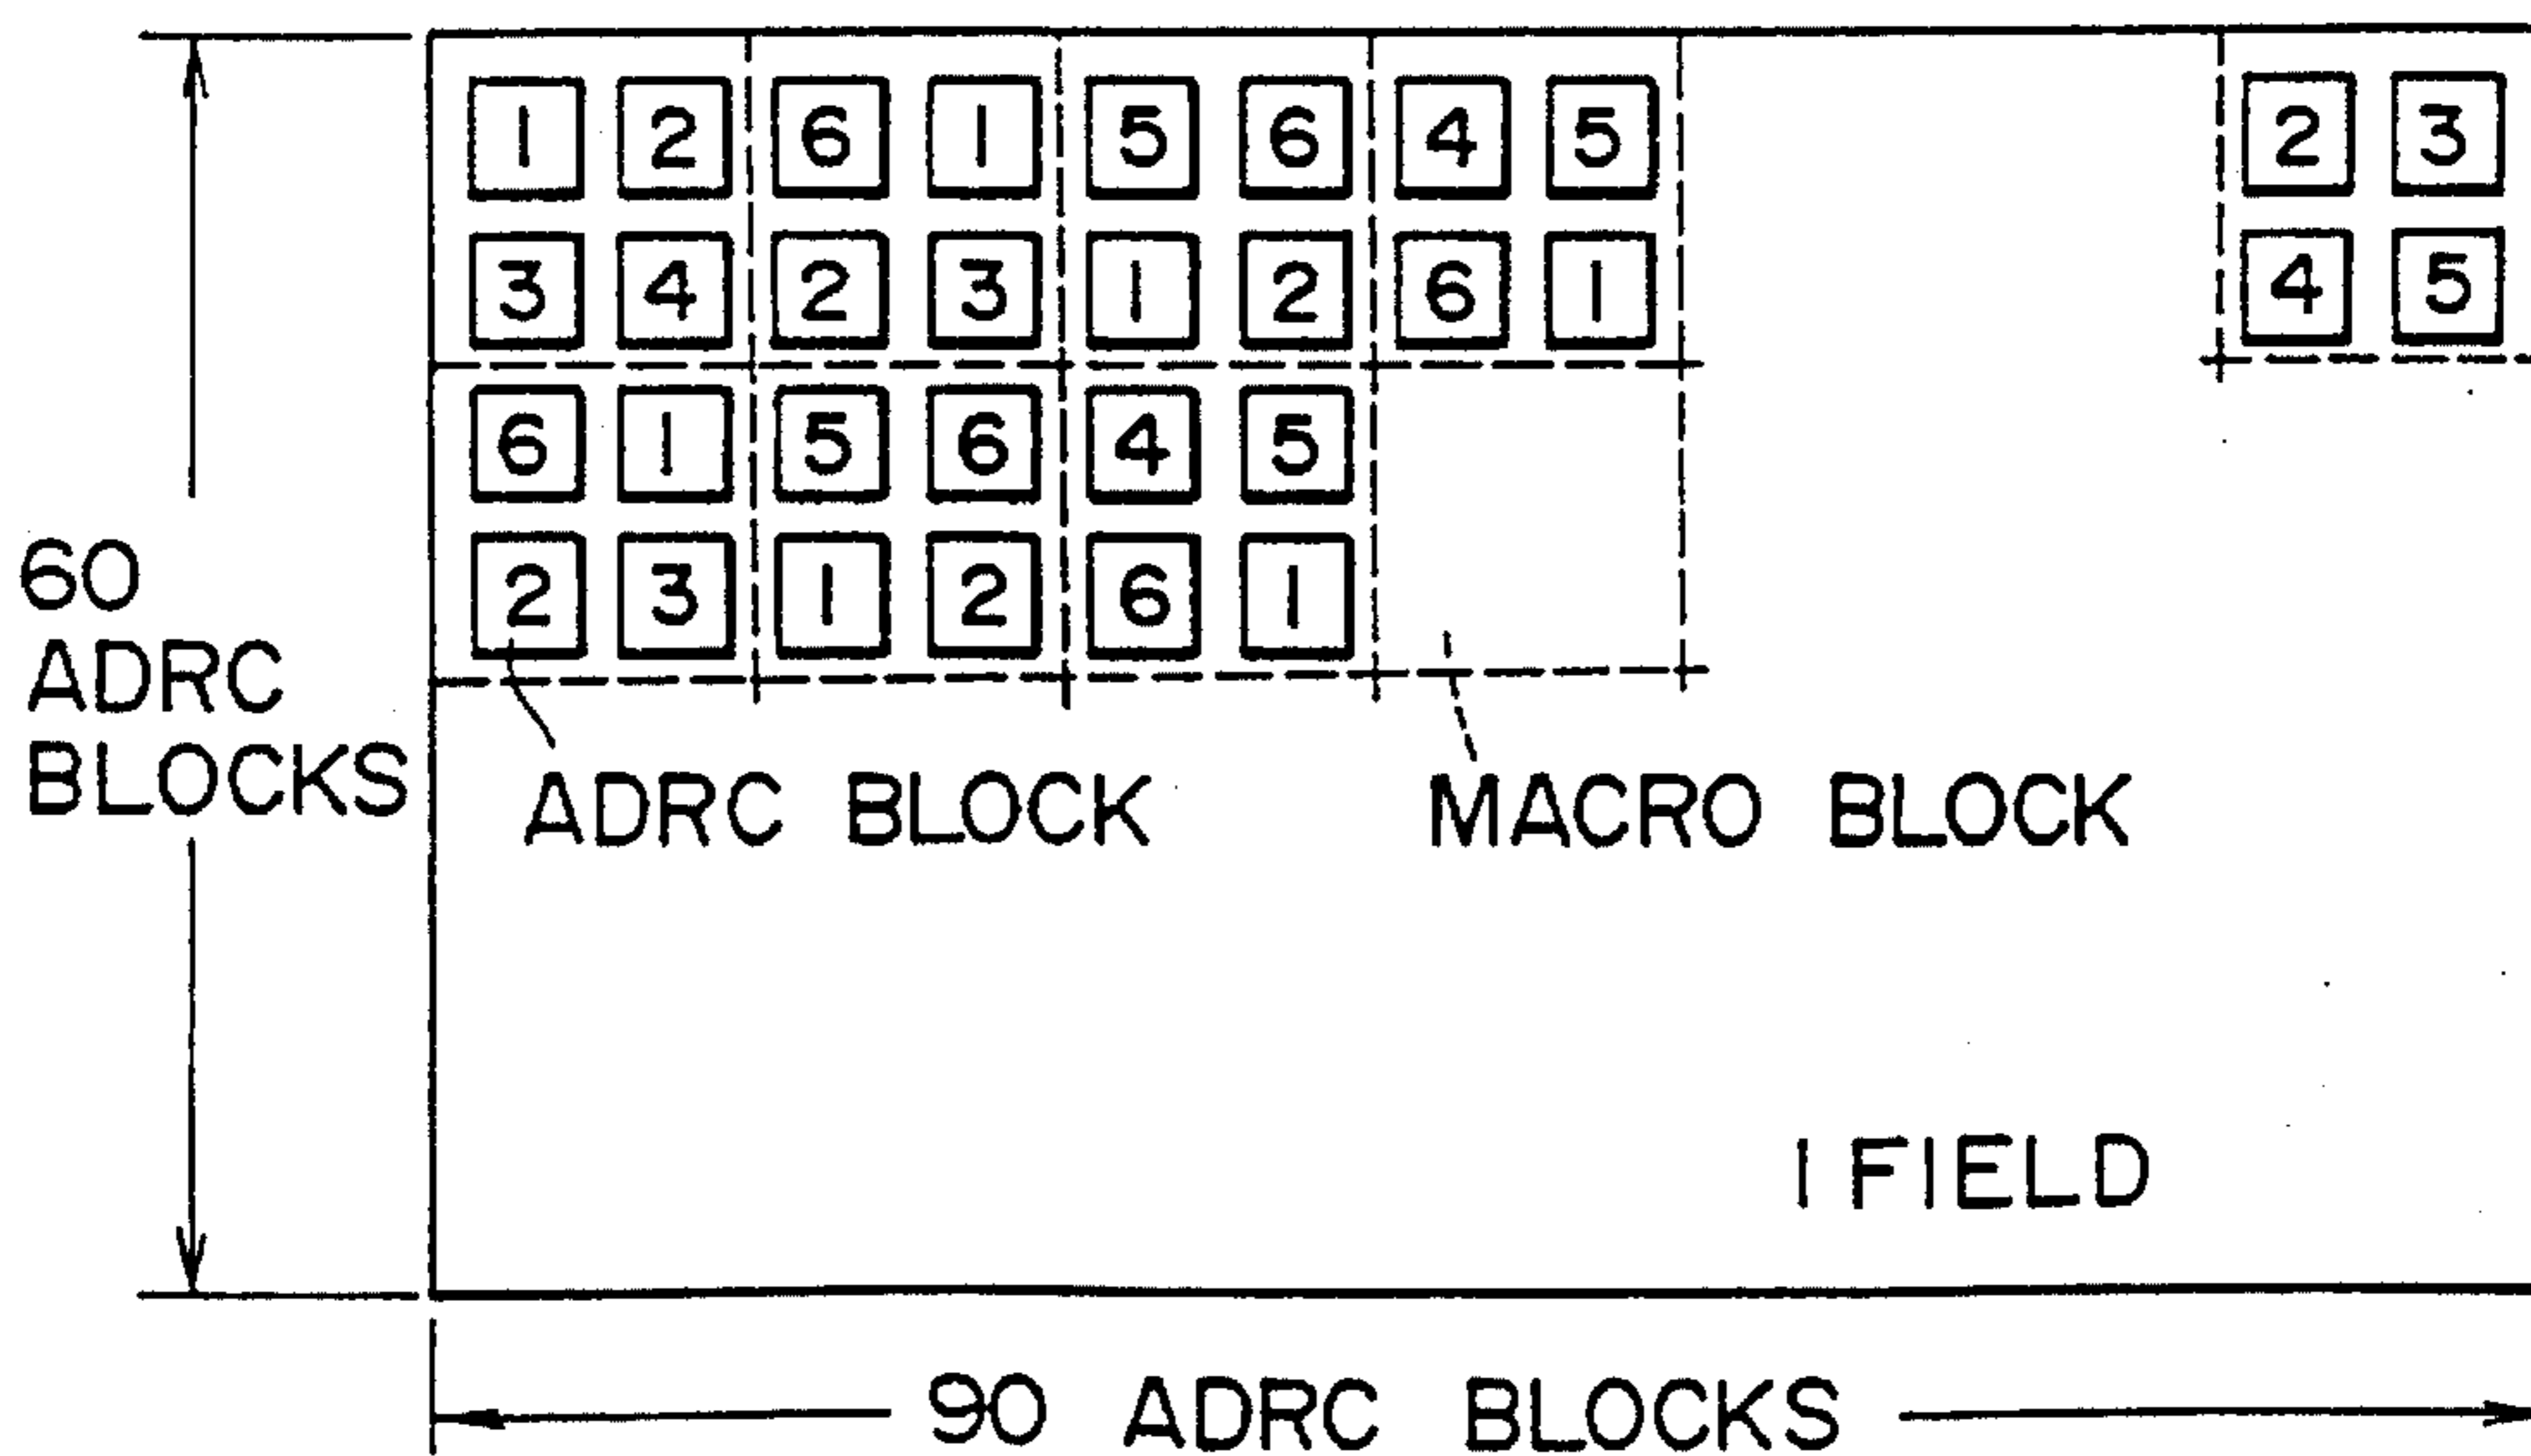 1 2 6 1 5 6 4 5 2 3
3 4 2 3 1 2 6 1 4 5
6 1 5 6 4 5
2 3 1 2 6 1
60
ADRC
BLOCKS
ADRC BLOCK
MACRO BLOCK
1 FIELD
90 ADRC BLOCKS